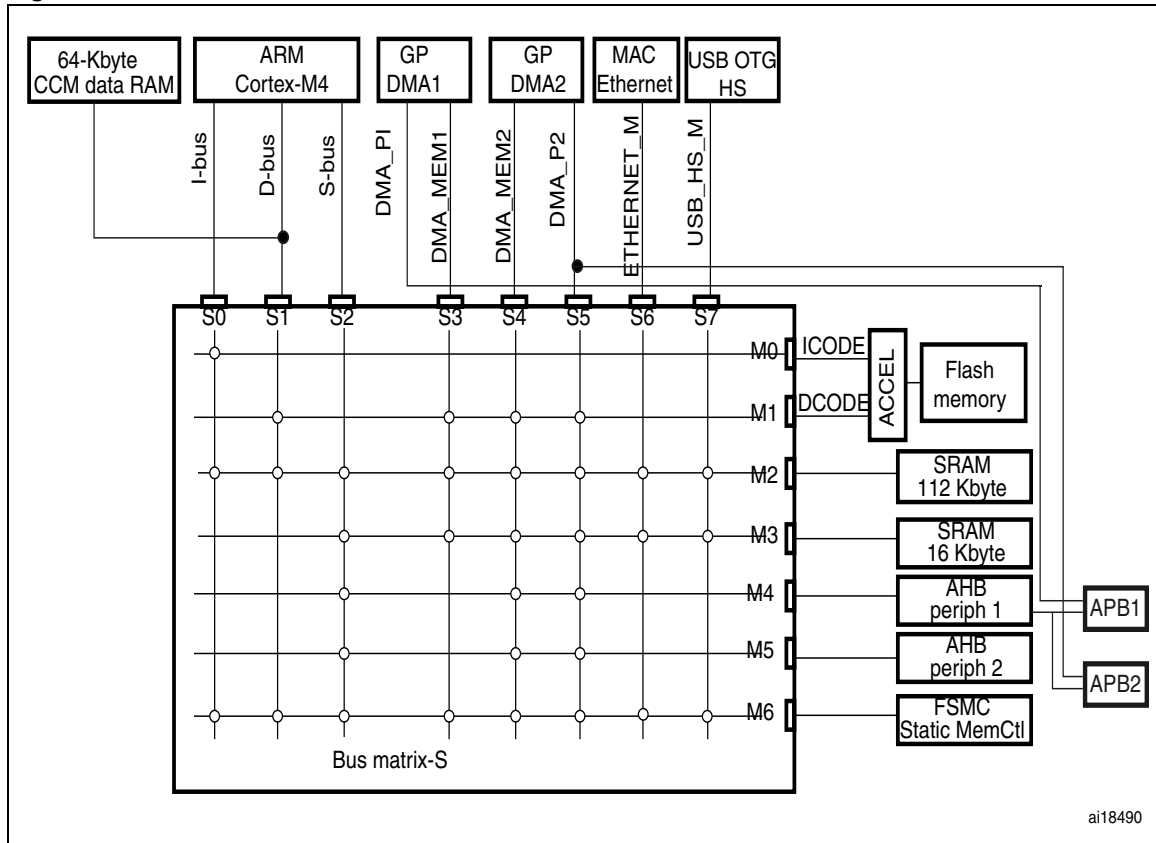 64-Kbyte
CCM data RAM
ARM
Cortex-M4
GP
DMA1
GP
DMA2
MAC
Ethernet
USB OTG
HS
I-bus
D-bus
S-bus
DMA_PI
DMA_MEM1
DMA_MEM2
DMA_P2
ETHERNET_M
USB_HS_M
S0
S1
S2
S3
S4
S5
S6
S7
M0
ICODE
M1
DCODE
ACCEL
Flash
memory
M2
SRAM
112 Kbyte
M3
SRAM
16 Kbyte
M4
AHB
periph 1
APB1
M5
AHB
periph 2
APB2
M6
FSMC
Static MemCtl
Bus matrix-S
ai18490